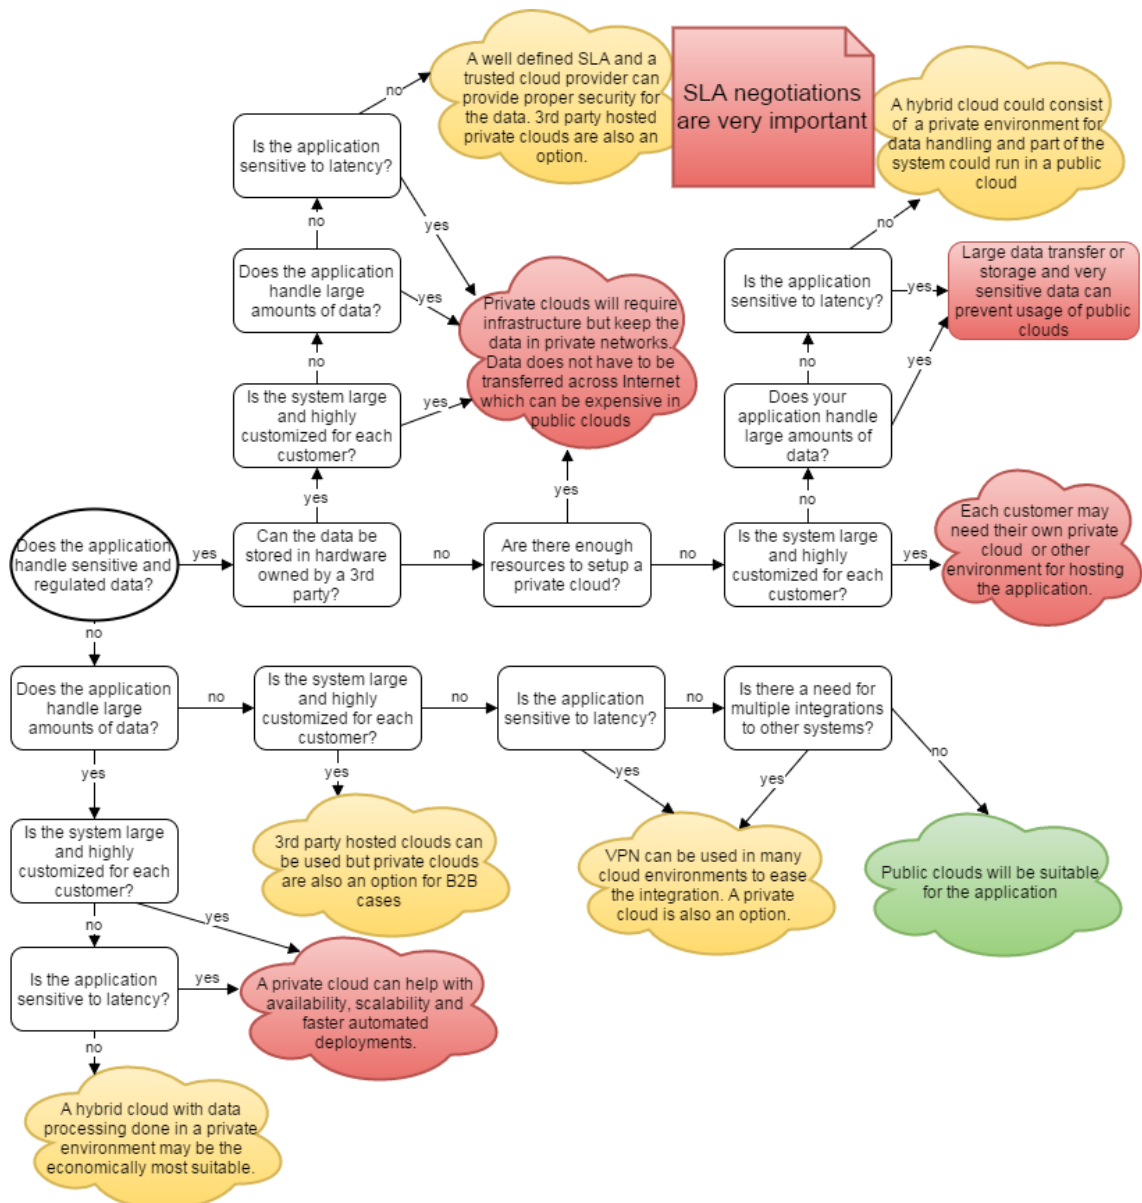 A well defined SLA and a
trusted cloud provider can
provide proper security for
the data. 3rd party hosted
private clouds are also an
option.
SLA negotiations
are very important
A hybrid cloud could consist
of a private environment for
data handling and part of the
system could run in a public
cloud
no
Is the application
sensitive to latency?
yes
no
no
Does the application
handle large
amounts of data?
yes
Private clouds will require
infrastructure but keep the
data in private networks.
Data does not have to be
transferred across Internet
which can be expensive in
public clouds
Is the application
sensitive to latency?
yes
Large data transfer or
storage and very
sensitive data can
prevent usage of public
clouds
no
no
yes
Is the system large
and highly
customized for each
customer?
yes
Does your
application handle
large amounts of
data?
yes
yes
no
Does the application
handle sensitive and
regulated data?
yes
Can the data be
stored in hardware
owned by a 3rd
party?
no
Are there enough
resources to setup a
private cloud?
no
Is the system large
and highly
customized for each
customer?
yes
Each customer may
need their own private
cloud or other
environment for hosting
the application.
no
Does the application
handle large
amounts of data?
no
Is the system large
and highly
customized for each
customer?
no
Is the application
sensitive to latency?
no
Is there a need for
multiple integrations
to other systems?
no
yes
yes
yes
yes
Is the system large
and highly
customized for each
customer?
3rd party hosted clouds can
be used but private clouds
are also an option for B2B
cases
VPN can be used in many
cloud environments to ease
the integration. A private
cloud is also an option.
Public clouds will be suitable
for the application
yes
no
Is the application
sensitive to latency?
yes
A private cloud can help with
availability, scalability and
faster automated
deployments.
no
A hybrid cloud with data
processing done in a private
environment may be the
economically most suitable.